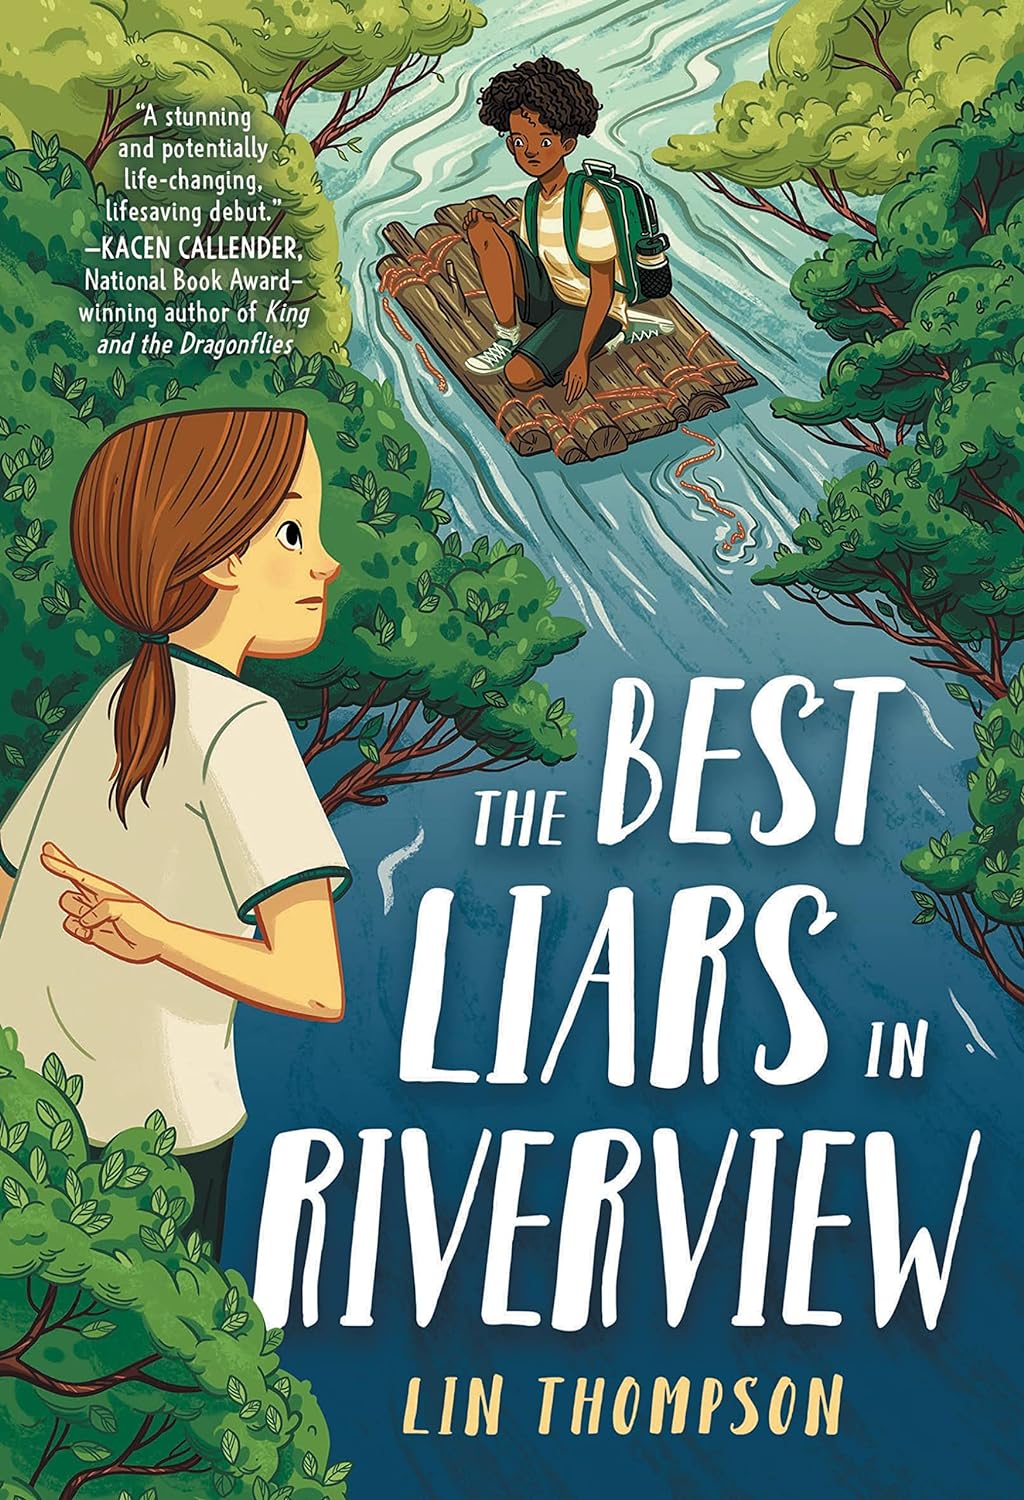 “A stunning
and potentially
life-changing,
lifesaving debut.”
—KACEN CALLENDER,
National Book Award–
winning author of King
and the Dragonflies
THE BEST
LIARS IN
RIVERVIEW
LIN THOMPSON